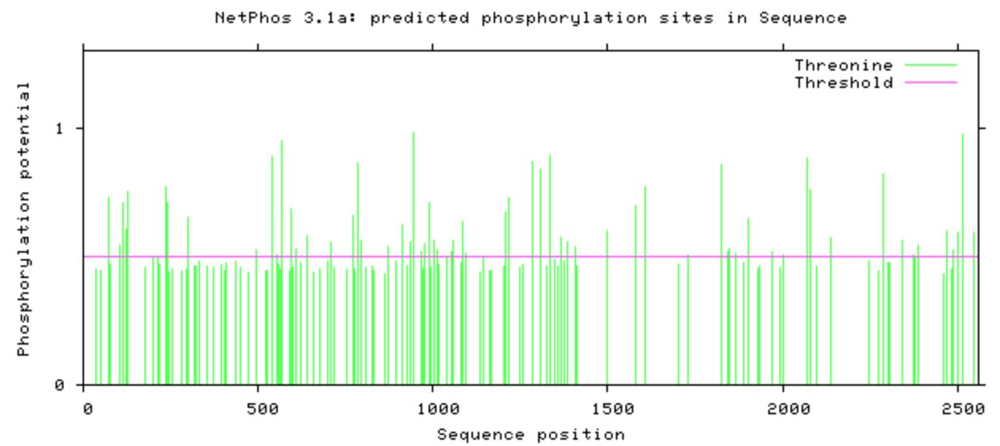 NetPhos 3.1a: predicted phosphorylation sites in Sequence
Threonine
Threshold
Phosphorylation potential
1
0
0 500 1000 1500 2000 2500
Sequence position